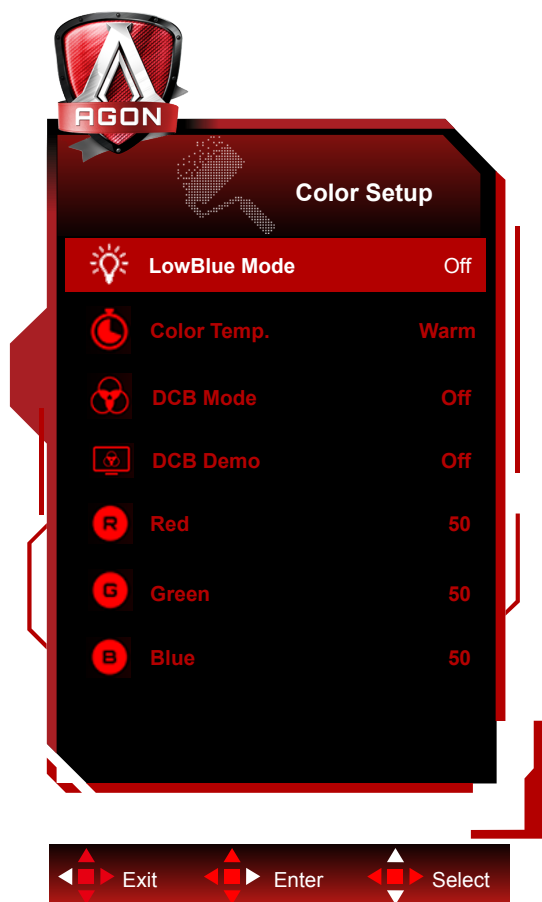 AGON
Color Setup
LowBlue Mode Off
Color Temp. Warm
DCB Mode Off
DCB Demo Off
R Red 50
G Green 50
B Blue 50
Exit Enter Select